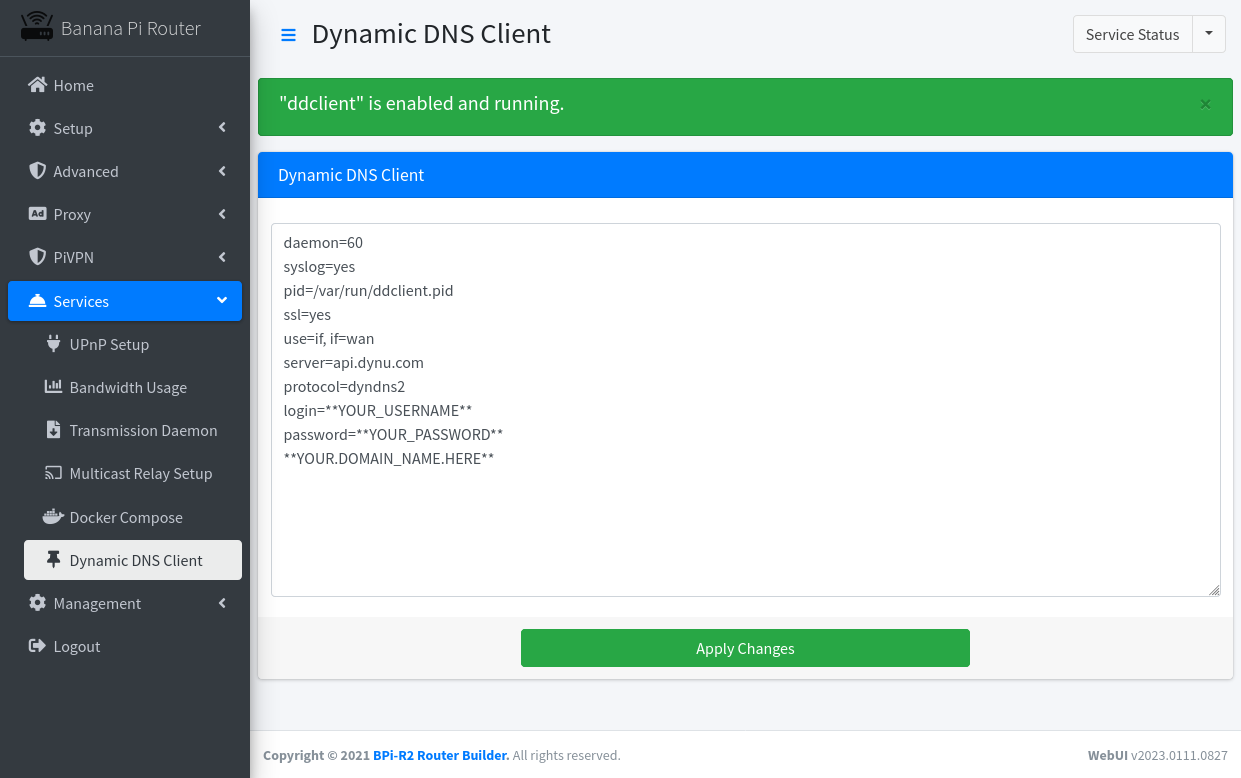 Banana Pi Router
Home
Setup
Advanced
Ad Proxy
PiVPN
Services
UPnP Setup
Bandwidth Usage
Transmission Daemon
Multicast Relay Setup
Docker Compose
Dynamic DNS Client
Management
Logout
Dynamic DNS Client
Service Status
"ddclient" is enabled and running. ×
Dynamic DNS Client
daemon=60
syslog=yes
pid=/var/run/ddclient.pid
ssl=yes
use=if, if=wan
server=api.dynu.com
protocol=dyndns2
login=**YOUR_USERNAME**
password=**YOUR_PASSWORD**
**YOUR.DOMAIN_NAME.HERE**
Apply Changes
Copyright © 2021 BPi-R2 Router Builder. All rights reserved.
WebUI v2023.0111.0827